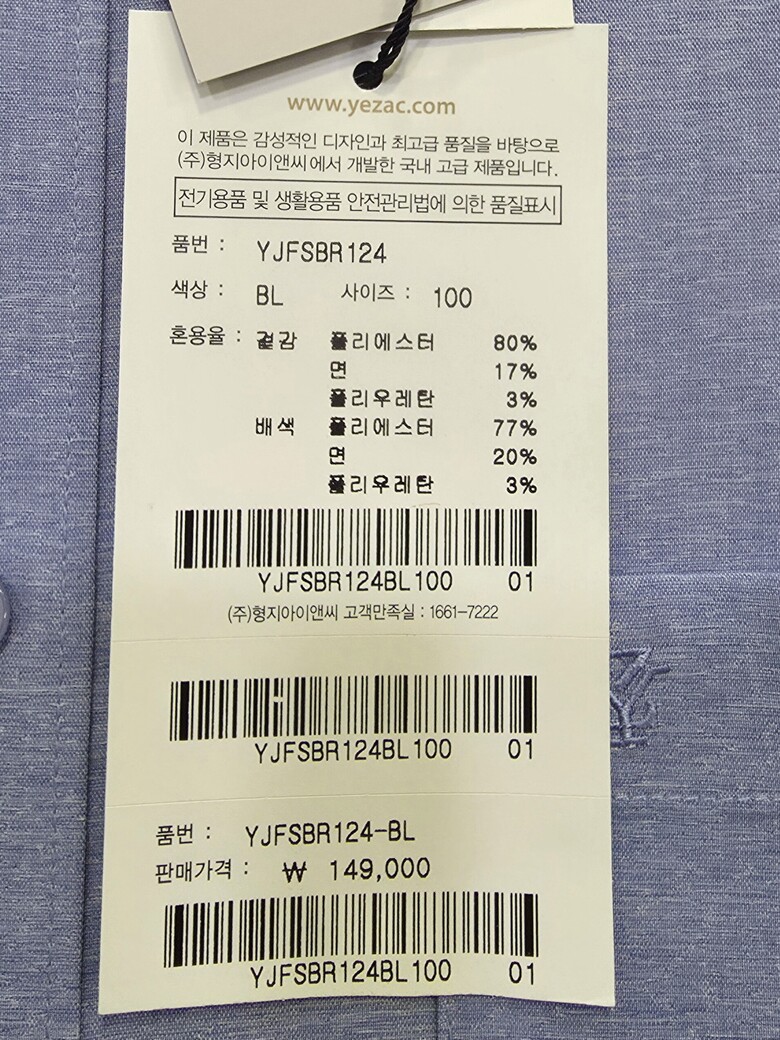 www.yezac.com
이 제품은 감성적인 디자인과 최고급 품질을 바탕으로
(주)형지아이앤씨에서 개발한 국내 고급 제품입니다.
전기용품 및 생활용품 안전관리법에 의한 품질표시
품번 : YJFSBR124
색상 : BL 사이즈 : 100
혼용율 : 겉감 폴리에스터 80%
면 17%
폴리우레탄 3%
배색 폴리에스터 77%
면 20%
폴리우레탄 3%
YJFSBR124BL100 01
(주)형지아이앤씨 고객만족실 : 1661-7222
YJFSBR124BL100 01
품번 : YJFSBR124-BL
판매가격 : ₩ 149,000
YJFSBR124BL100 01